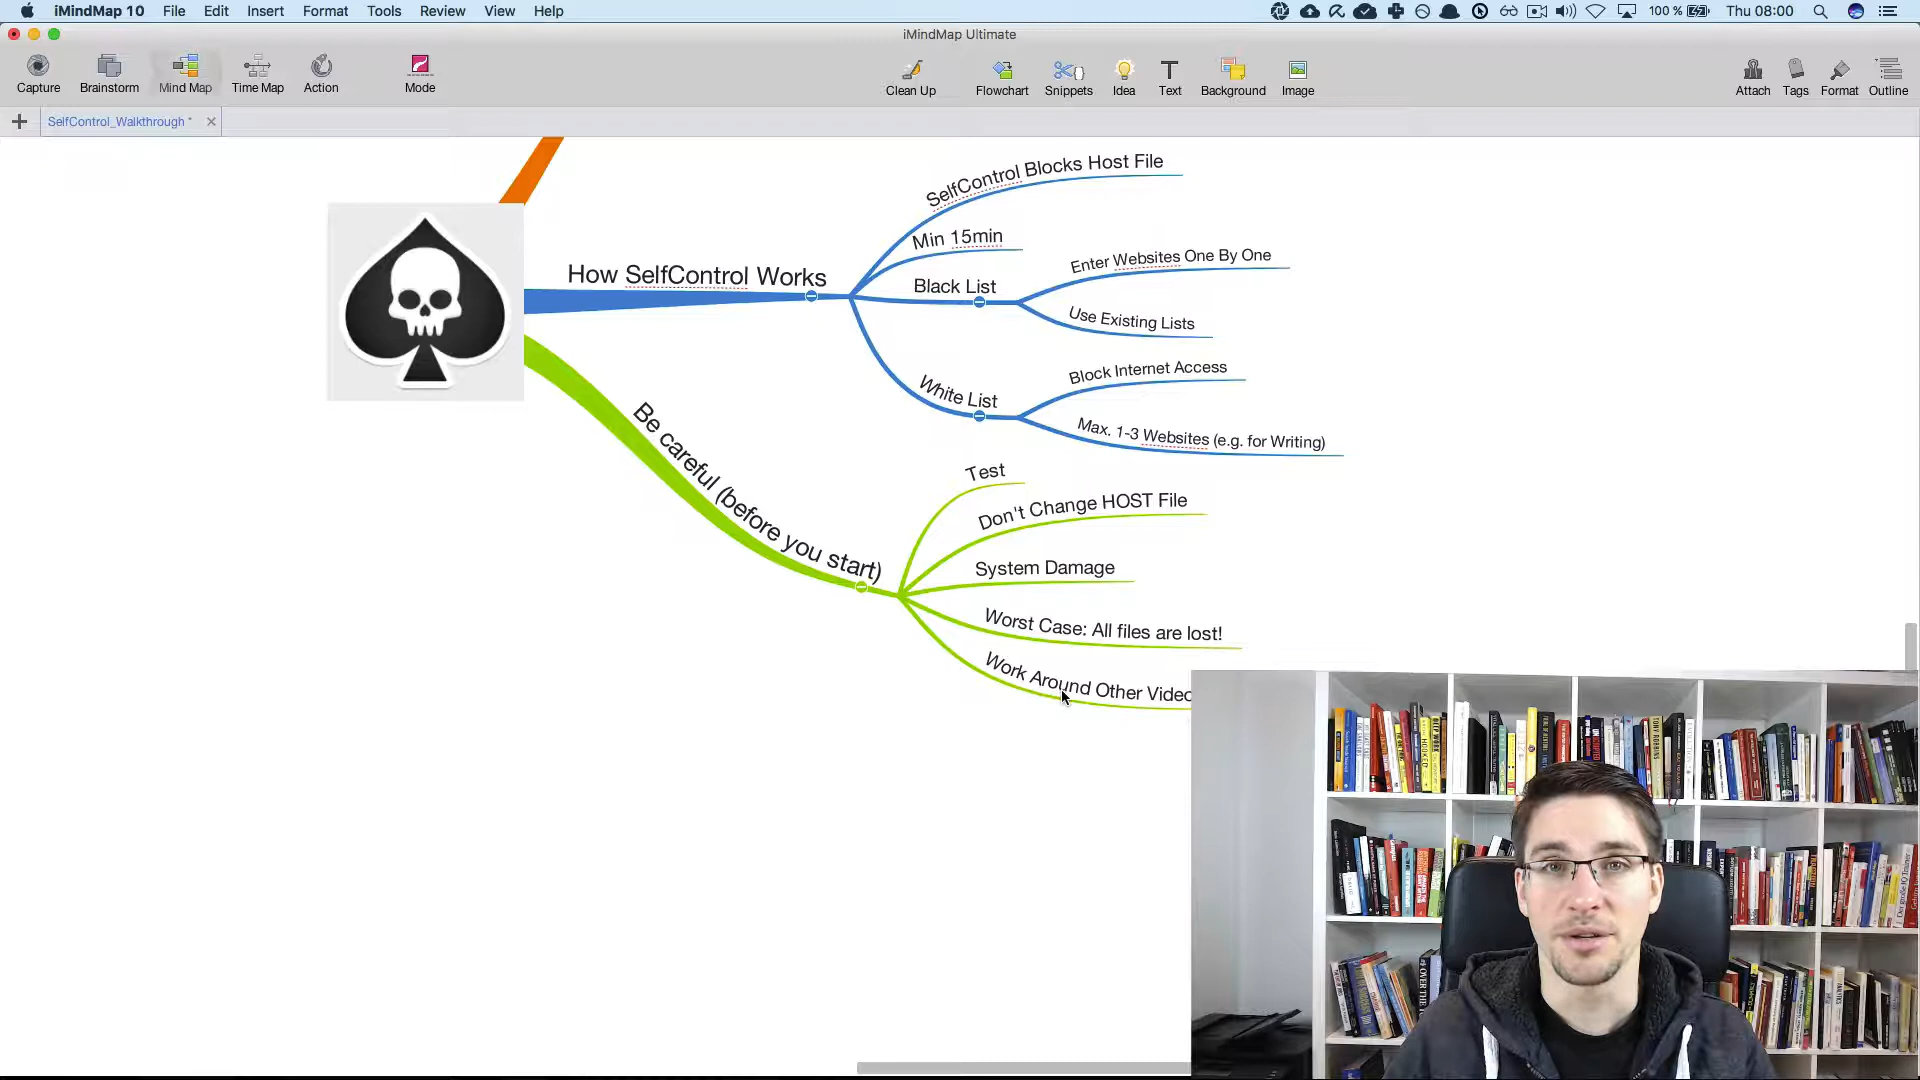 iMindMap 10 File Edit Insert Format Tools Review View Help
100 % Thu 08:00
iMindMap Ultimate
Capture Brainstorm Mind Map Time Map Action Mode Clean Up Flowchart Snippets Idea Text Background Image Attach Tags Format Outline
SelfControl_Walkthrough *
How SelfControl Works
SelfControl Blocks Host File
Min 15min
Black List
Enter Websites One By One
Use Existing Lists
White List
Block Internet Access
Max. 1-3 Websites (e.g. for Writing)
Be careful (before you start)
Test
Don't Change HOST File
System Damage
Worst Case: All files are lost!
Work Around Other Video
HOOKED
TONY ROBBINS